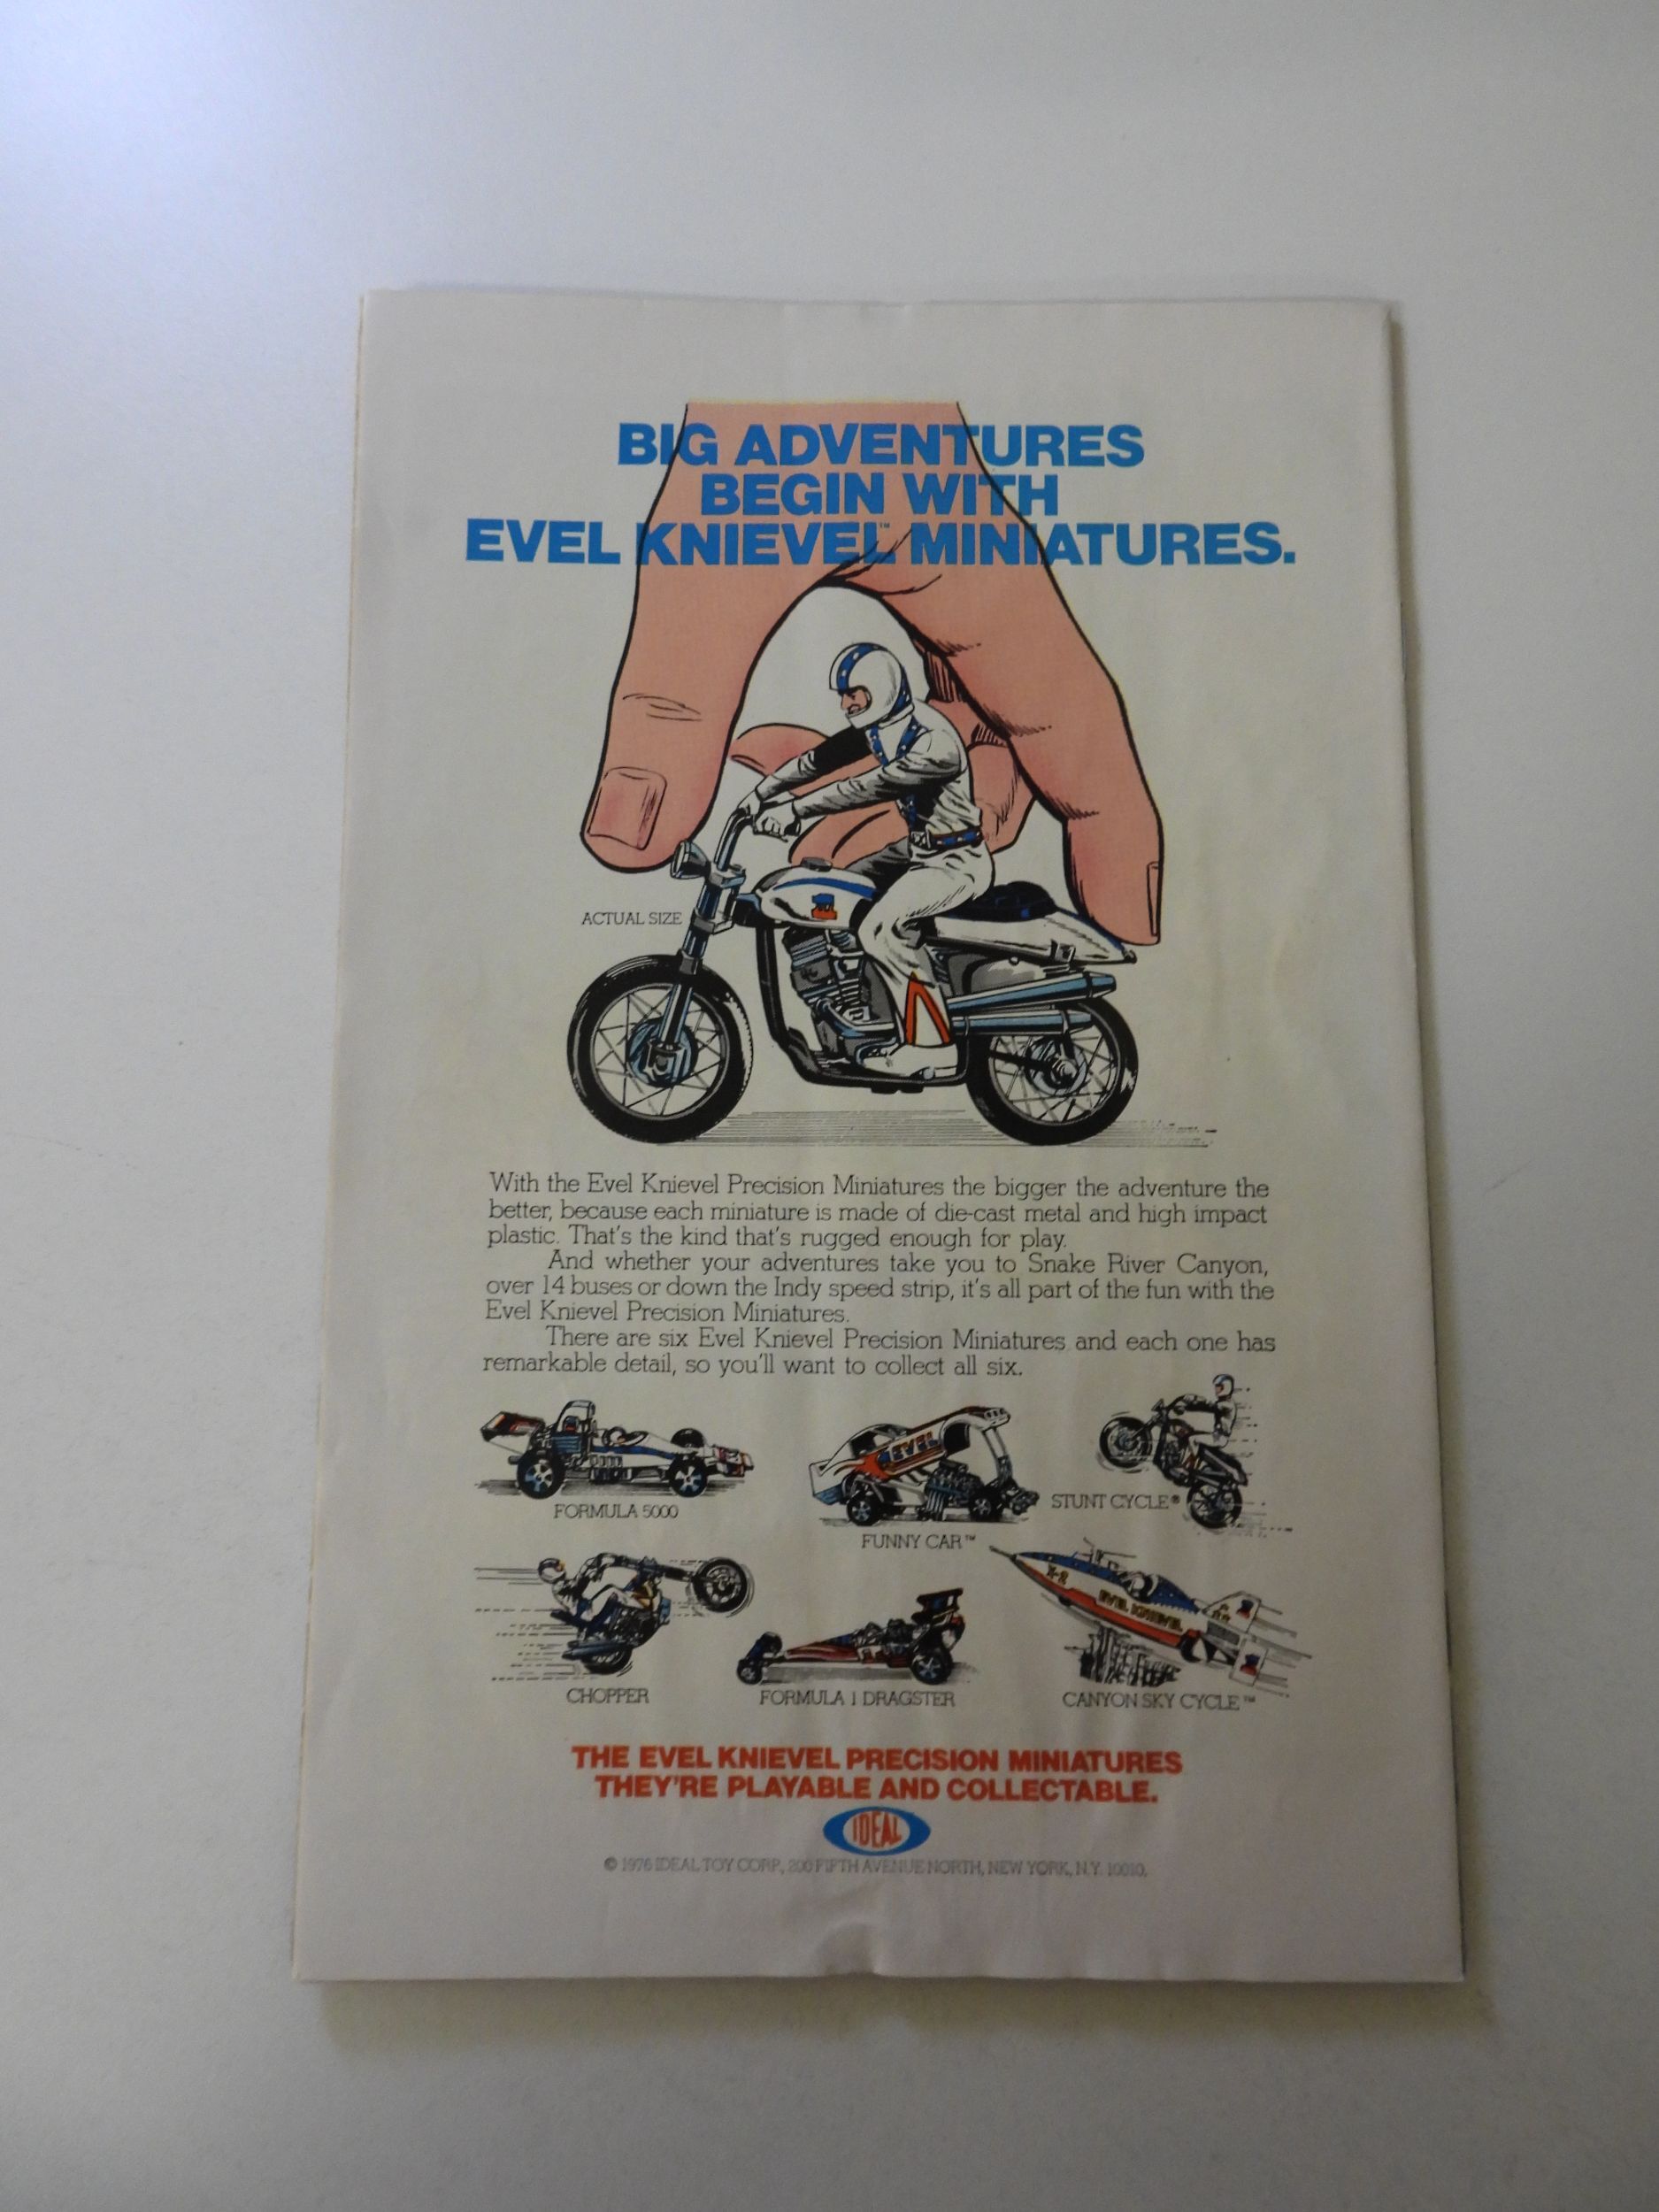 BIG ADVENTURES
BEGIN WITH
EVEL KNIEVEL™ MINIATURES.
ACTUAL SIZE
With the Evel Knievel Precision Miniatures the bigger the adventure the
better, because each miniature is made of die-cast metal and high impact
plastic. That's the kind that's rugged enough for play.
And whether your adventures take you to Snake River Canyon,
over 14 buses or down the Indy speed strip, it's all part of the fun with the
Evel Knievel Precision Miniatures.
There are six Evel Knievel Precision Miniatures and each one has
remarkable detail, so you'll want to collect all six.
EVEL
FORMULA 5000
FUNNY CAR™
STUNT CYCLE®
X-2
EVEL KNIEVEL
CHOPPER
FORMULA 1 DRAGSTER
CANYON SKY CYCLE™
THE EVEL KNIEVEL PRECISION MINIATURES
THEY'RE PLAYABLE AND COLLECTABLE.
IDEAL
© 1976 IDEAL TOY CORP., 200 FIFTH AVENUE NORTH, NEW YORK, N.Y. 10010.